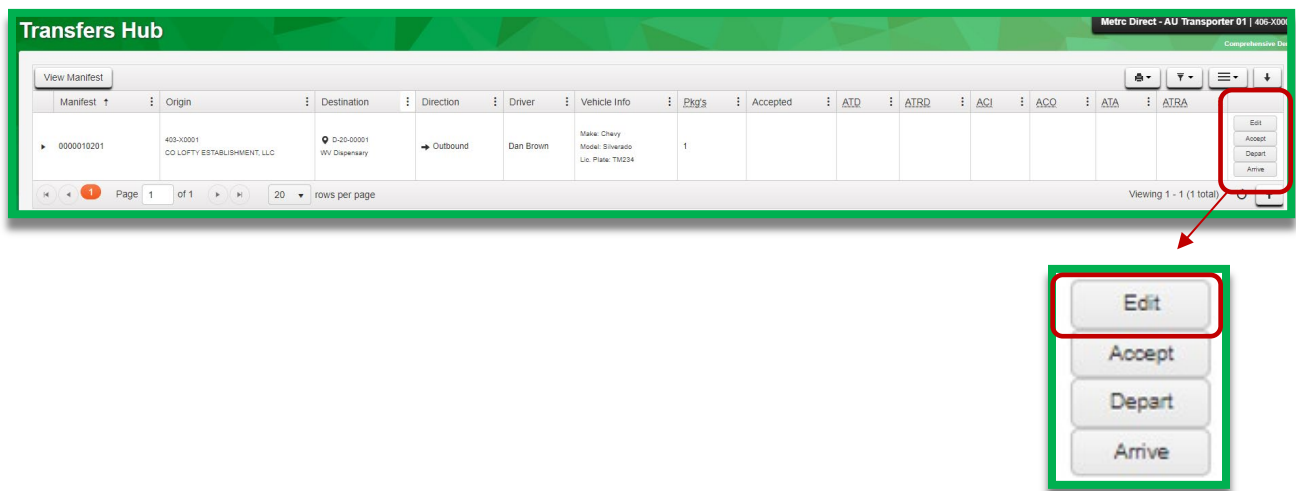 Transfers Hub
Metrc Direct - AU Transporter 01 | 406-X000
Comprehensive De
View Manifest
Manifest ↑ Origin Destination Direction Driver Vehicle Info Pkg's Accepted ATD ATRD ACI ACO ATA ATRA
0000010201
403-X0001
CO LOFTY ESTABLISHMENT, LLC
D-20-00001
WV Dispensary
Outbound
Dan Brown
Make: Chevy
Model: Silverado
Lic. Plate: TM234
1
Edit
Accept
Depart
Arrive
1 Page 1 of 1 20 rows per page Viewing 1 - 1 (1 total)
Edit
Accept
Depart
Arrive